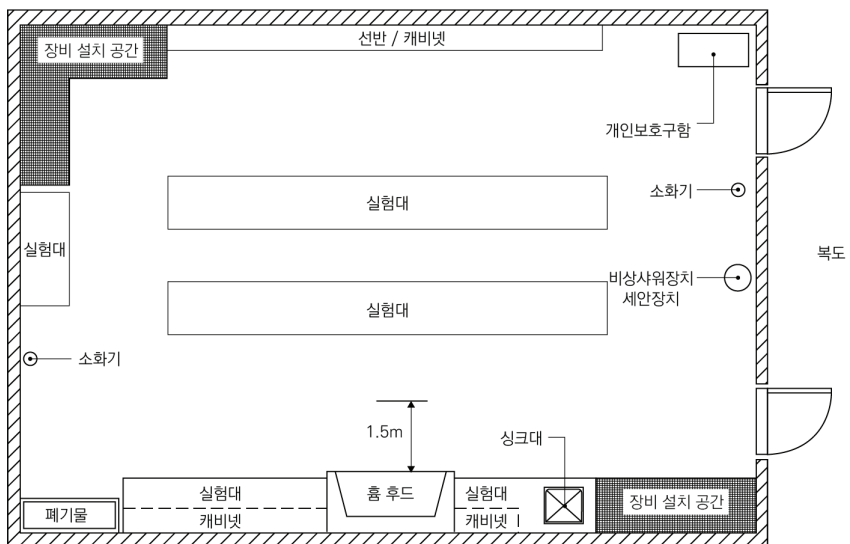 장비 설치 공간
선반 / 캐비넷
개인보호구함
실험대
소화기
실험대
복도
비상샤워장치
세안장치
실험대
소화기
1.5m
싱크대
실험대
흄 후드
실험대
장비 설치 공간
폐기물
캐비넷
캐비넷